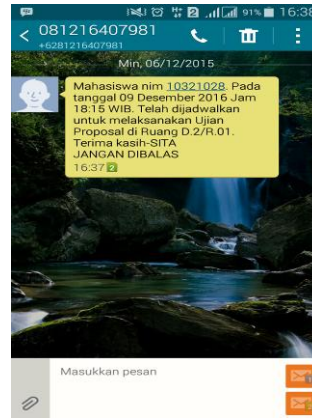 91% 16:38
081216407981
+6281216407981
Min, 06/12/2015
Mahasiswa nim 10321028. Pada
tanggal 09 Desember 2016 Jam
18:15 WIB. Telah dijadwalkan
untuk melaksanakan Ujian
Proposal di Ruang D.2/R.01.
Terima kasih-SITA
JANGAN DIBALAS
16:37 2
Masukkan pesan